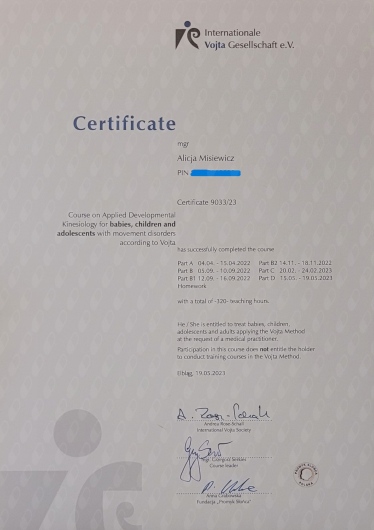 Internationale
Vojta Gesellschaft e.V.
Certificate
mgr
Alicja Misiewicz
PIN
Certificate 9033/23
Course on Applied Developmental
Kinesiology for babies, children and
adolescents with movement disorders
according to Vojta
has successfully completed the course
Part A 04.04. - 15.04.2022 Part B2 14.11. - 18.11.2022
Part B 05.09. - 10.09.2022 Part C 20.02. - 24.02.2023
Part B1 12.09. - 16.09.2022 Part D 15.05. - 19.05.2023
Homework
with a total of -320- teaching hours.
He / She is entitled to treat babies, children,
adolescents and adults applying the Vojta Method
at the request of a medical practitioner.
Participation in this course does not entitle the holder
to conduct training courses in the Vojta Method.
Elbląg, 19.05.2023
International Vojta Society
Course leader
Anna Grabowska